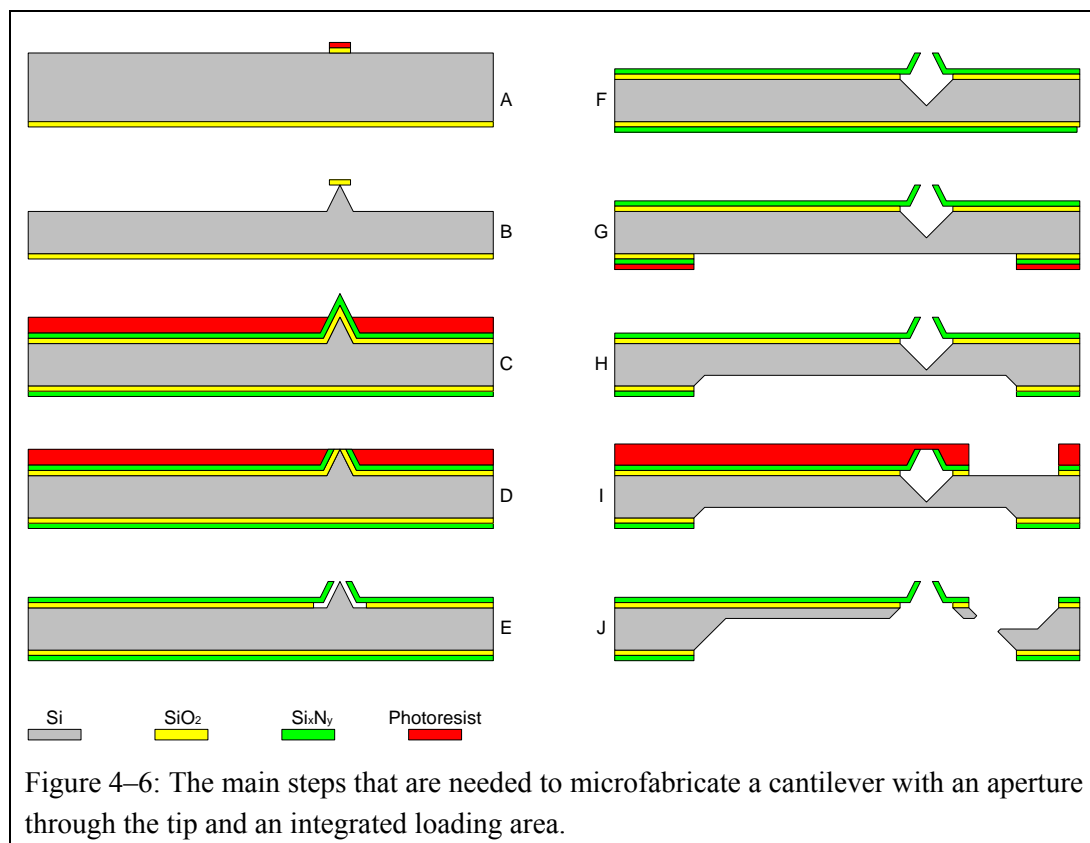 A
B
C
D
E
F
G
H
I
J
Si
SiO2
SixNy
Photoresist
Figure 4–6: The main steps that are needed to microfabricate a cantilever with an aperture
through the tip and an integrated loading area.